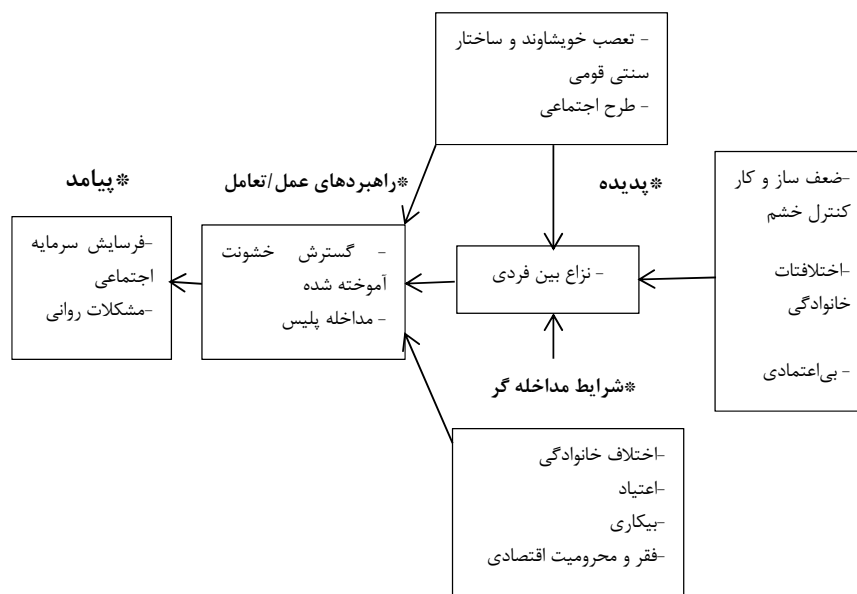 - تعصب خویشاوند و ساختار
سنتی قومی
- طرح اجتماعی
*پدیده
*راهبردهای عمل/تعامل
*پیامد
-ضعف ساز و کار
کنترل خشم
-اختلافتات
خانوادگی
- بی‌اعتمادی
- نزاع بین فردی
- گسترش خشونت
آموخته شده
- مداخله پلیس
-فرسایش سرمایه
اجتماعی
-مشکلات روانی
*شرایط مداخله گر
-اختلاف خانوادگی
-اعتیاد
-بیکاری
-فقر و محرومیت اقتصادی